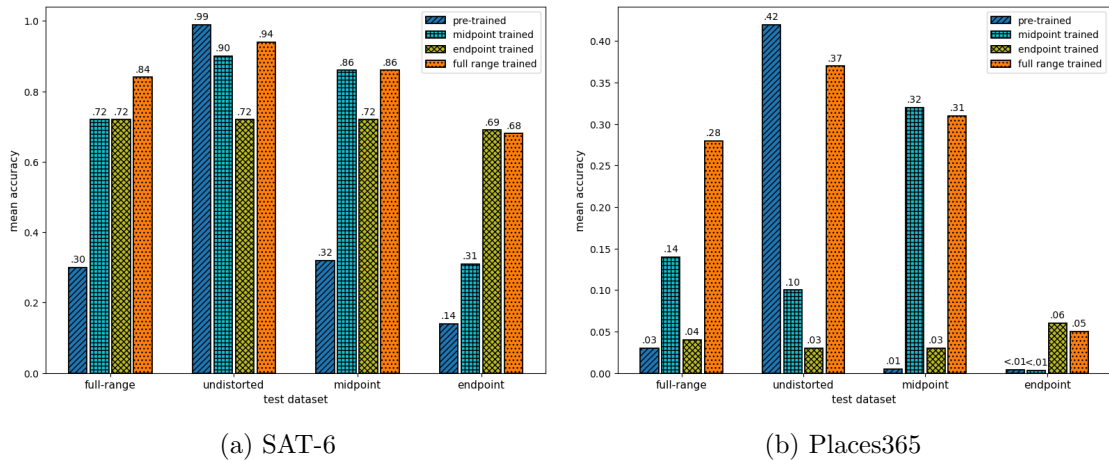 1.0
0.8
0.6
0.4
0.2
0.0
mean accuracy
.30
.72
.72
.84
.99
.90
.72
.94
.32
.86
.72
.86
.14
.31
.69
.68
pre-trained
midpoint trained
endpoint trained
full range trained
full-range undistorted midpoint endpoint
test dataset
(a) SAT-6
0.40
0.35
0.30
0.25
0.20
0.15
0.10
0.05
0.00
mean accuracy
.03
.14
.04
.28
.42
.10
.03
.37
.01
.32
.03
.31
<.01
<.01
.06
.05
pre-trained
midpoint trained
endpoint trained
full range trained
full-range undistorted midpoint endpoint
test dataset
(b) Places365